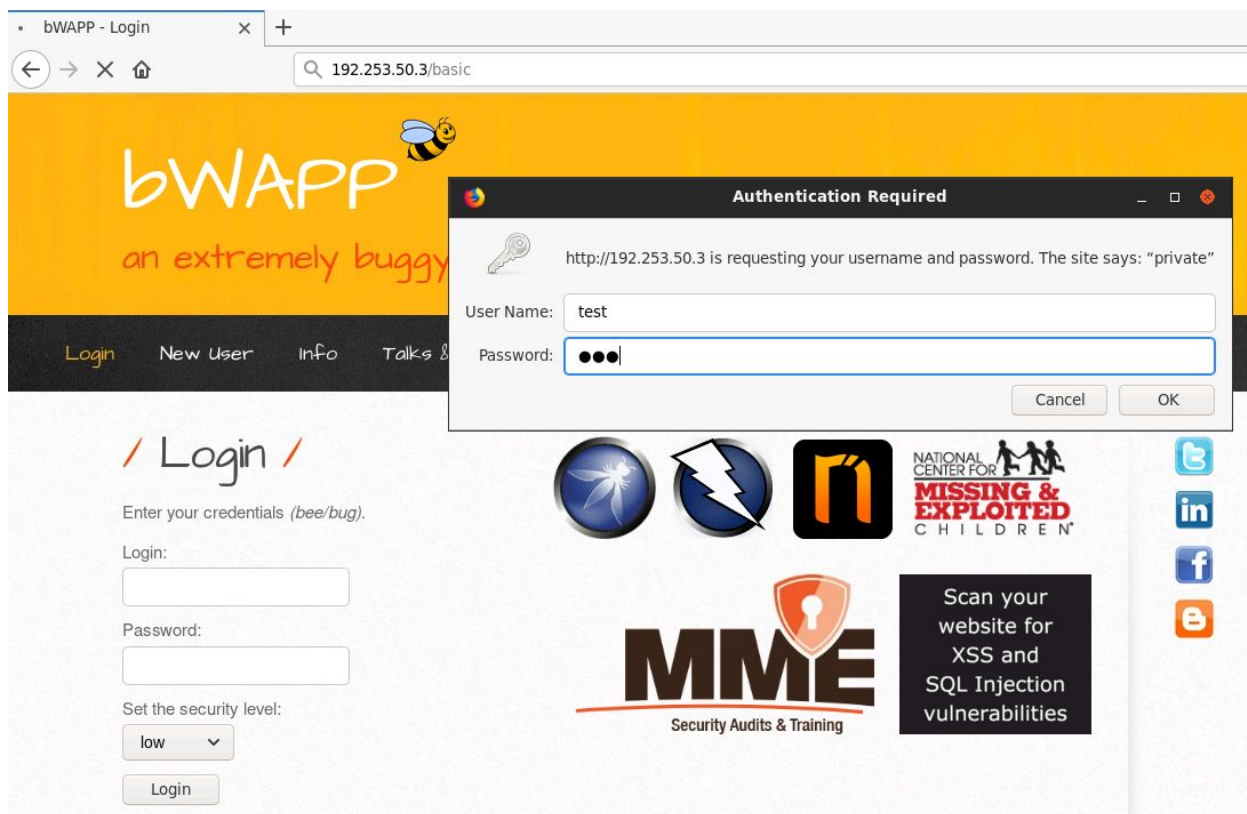 bWAPP - Login
192.253.50.3/basic
bWAPP
an extremely buggy
Authentication Required
http://192.253.50.3 is requesting your username and password. The site says: “private”
User Name: test
Password: ●●●
Cancel OK
Login New User Info Talks &
/ Login /
Enter your credentials (bee/bug).
Login:
Password:
Set the security level:
low
Login
NATIONAL
CENTER FOR
MISSING &
EXPLOITED
CHILDREN
MME
Security Audits & Training
Scan your
website for
XSS and
SQL Injection
vulnerabilities